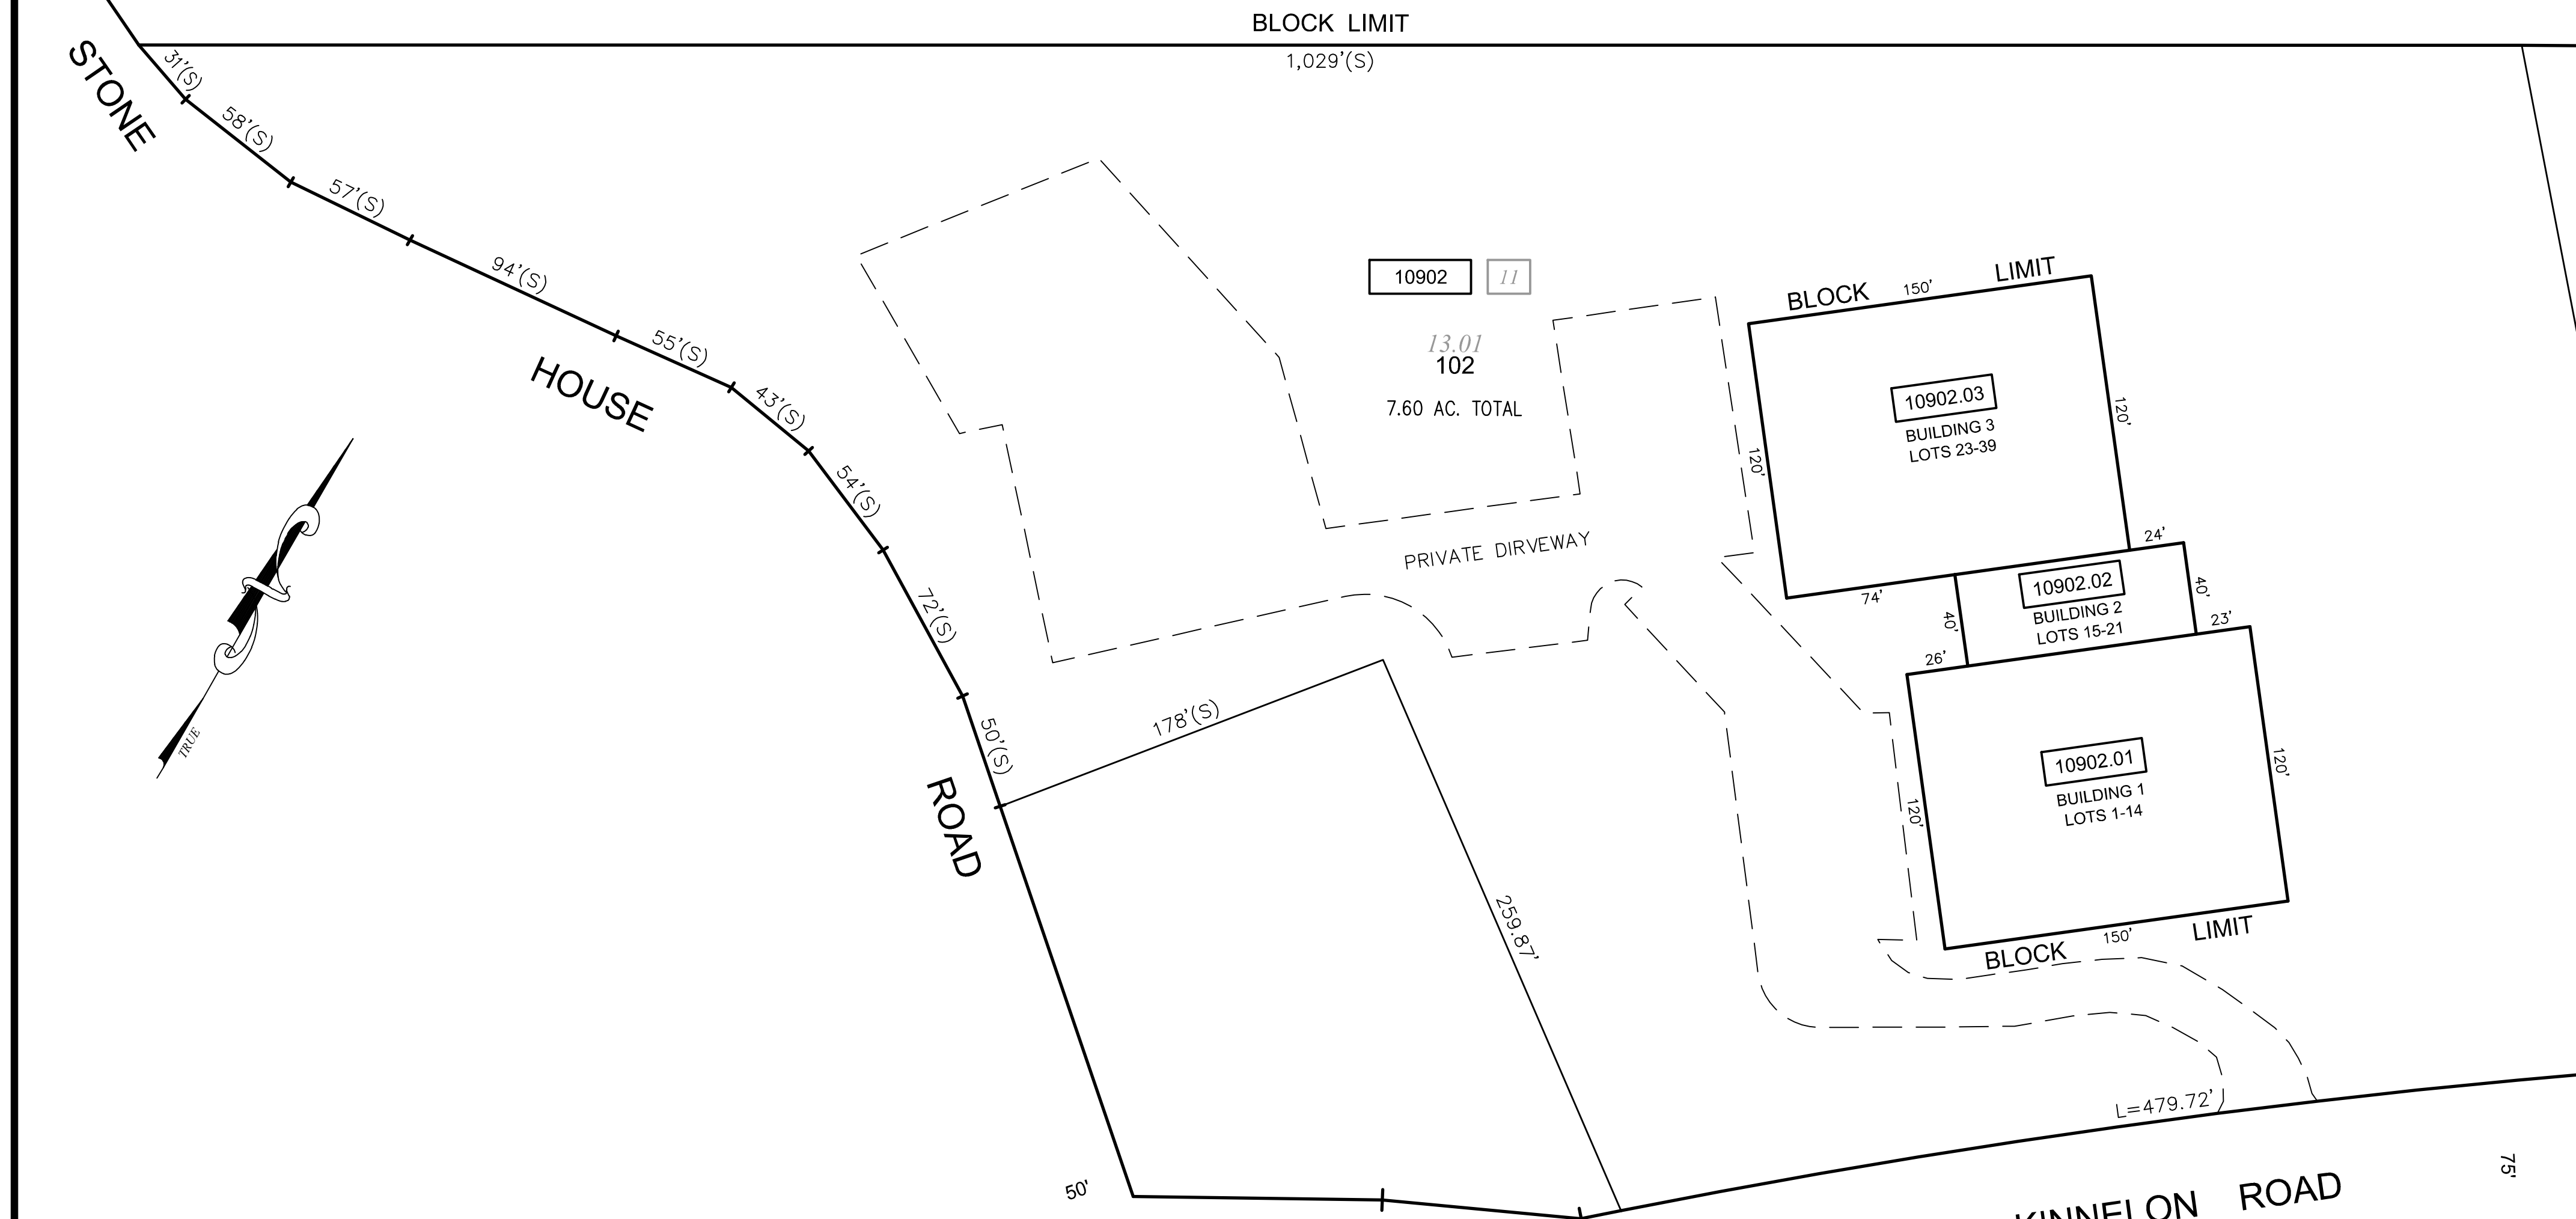 BLOCK LIMIT
1,029'(S)
STONE
31'(S)
58'(S)
57'(S)
94'(S)
55'(S)
43'(S)
54'(S)
72'(S)
50'(S)
HOUSE
ROAD
TRUE
10902 11
13.01
102
7.60 AC. TOTAL
PRIVATE DIRVEWAY
BLOCK 150' LIMIT
120'
10902.03
BUILDING 3
LOTS 23-39
120'
74'
24'
40'
10902.02
BUILDING 2
LOTS 15-21
40'
26'
23'
120'
10902.01
BUILDING 1
LOTS 1-14
120'
BLOCK 150' LIMIT
178'(S)
259.87'
L=479.72'
50'
75'
KINNELON ROAD